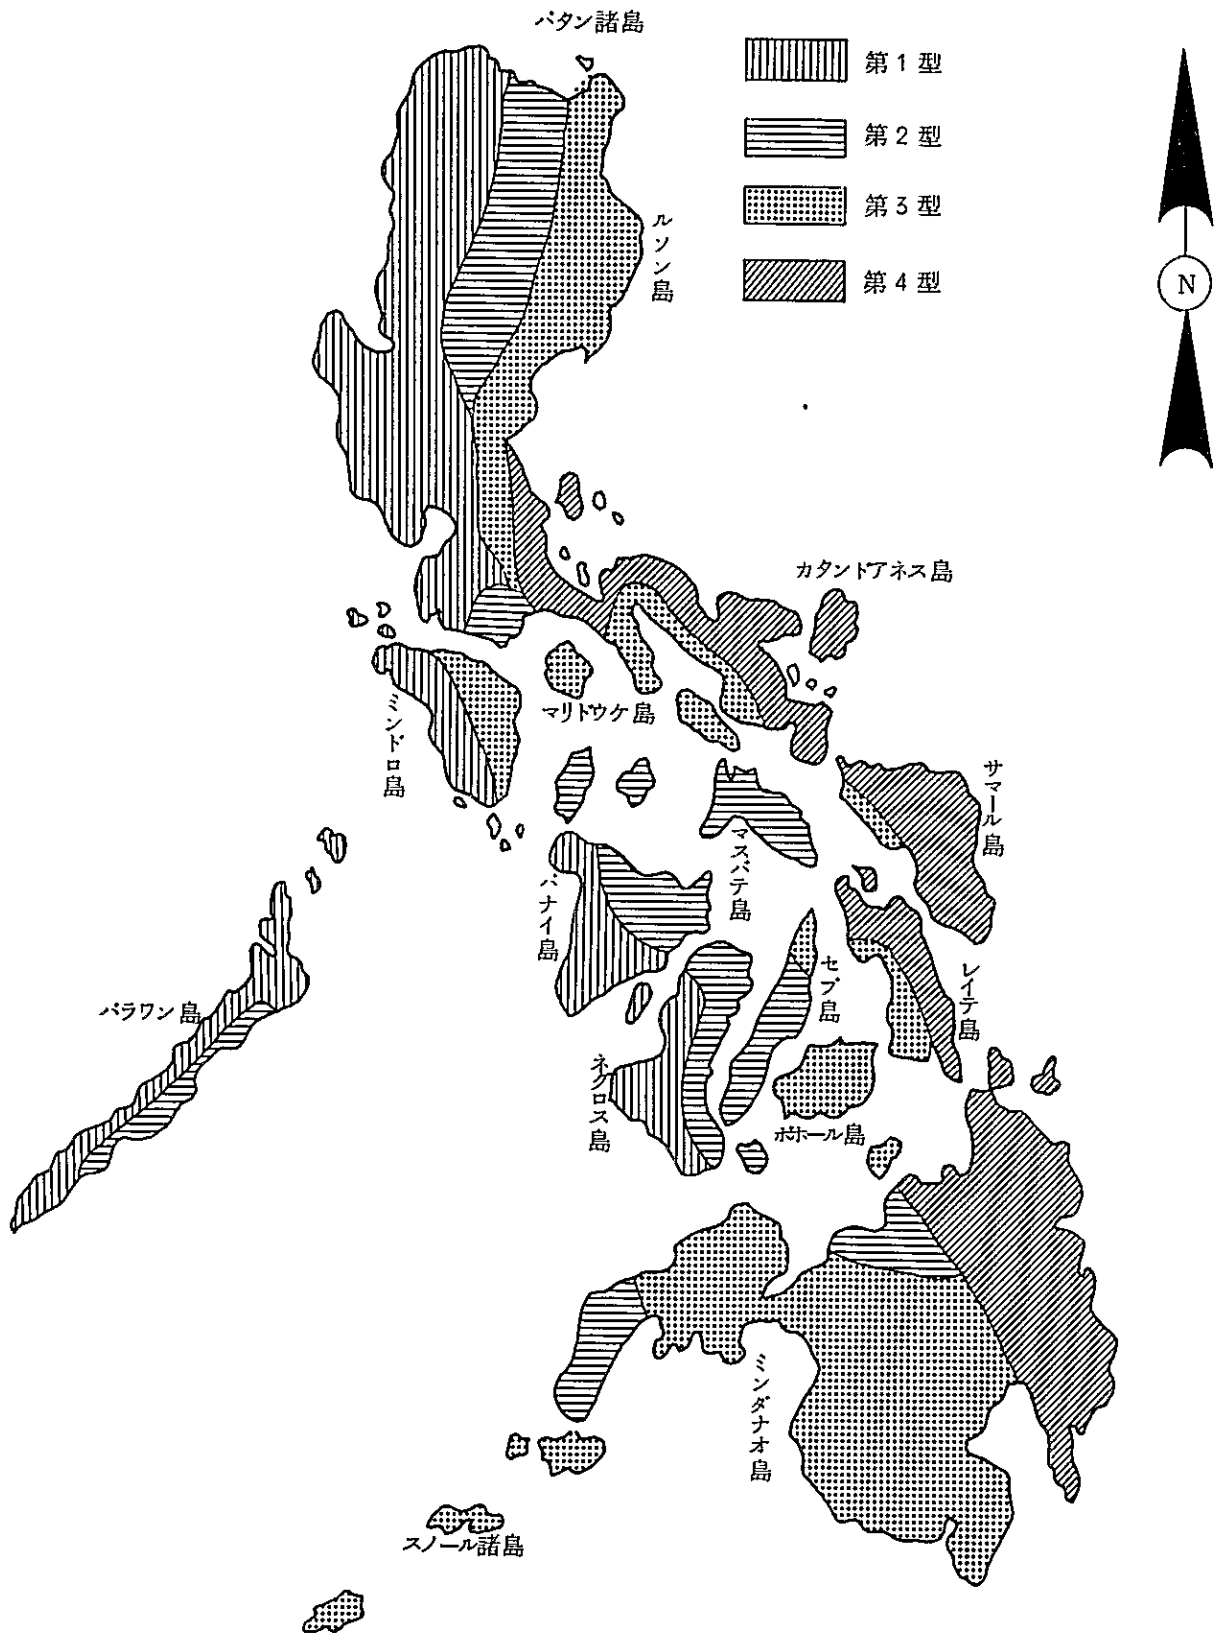 バタン諸島
第1型
第2型
第3型
第4型
N
ルソン島
カタンドアネス島
マリドウケ島
ミンドロ島
サマール島
マスバテ島
パナイ島
セブ島
レイテ島
パラワン島
ネグロス島
ボホール島
ミンダナオ島
スノール諸島